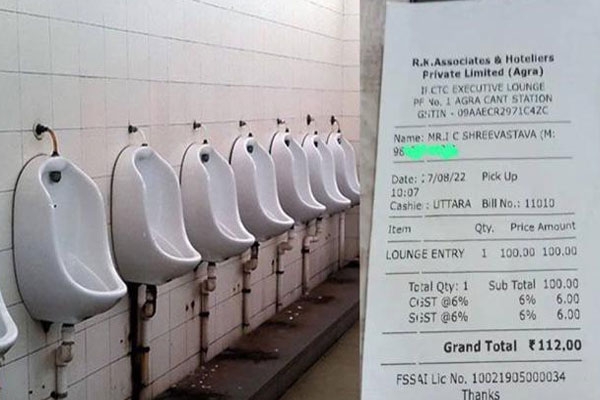 R.K.Associates & Hoteliers
Private Limited (Agra)
IRCTC EXECUTIVE LOUNGE
PF No. 1 AGRA CANT STATION
GSTIN - 09AAECR2971C42C
Name: MR.I C SHREEVASTAVA (M:
98
Date: 27/08/22 Pick Up
10:07
Cashie: UTTARA Bill No.: 11010
Item Qty. Price Amount
LOUNGE ENTRY 1 100.00 100.00
Total Qty: 1 Sub Total 100.00
CGST @6% 6% 6.00
SGST @6% 6% 6.00
Grand Total ₹112.00
FSSAI Lic No. 10021905000034
Thanks